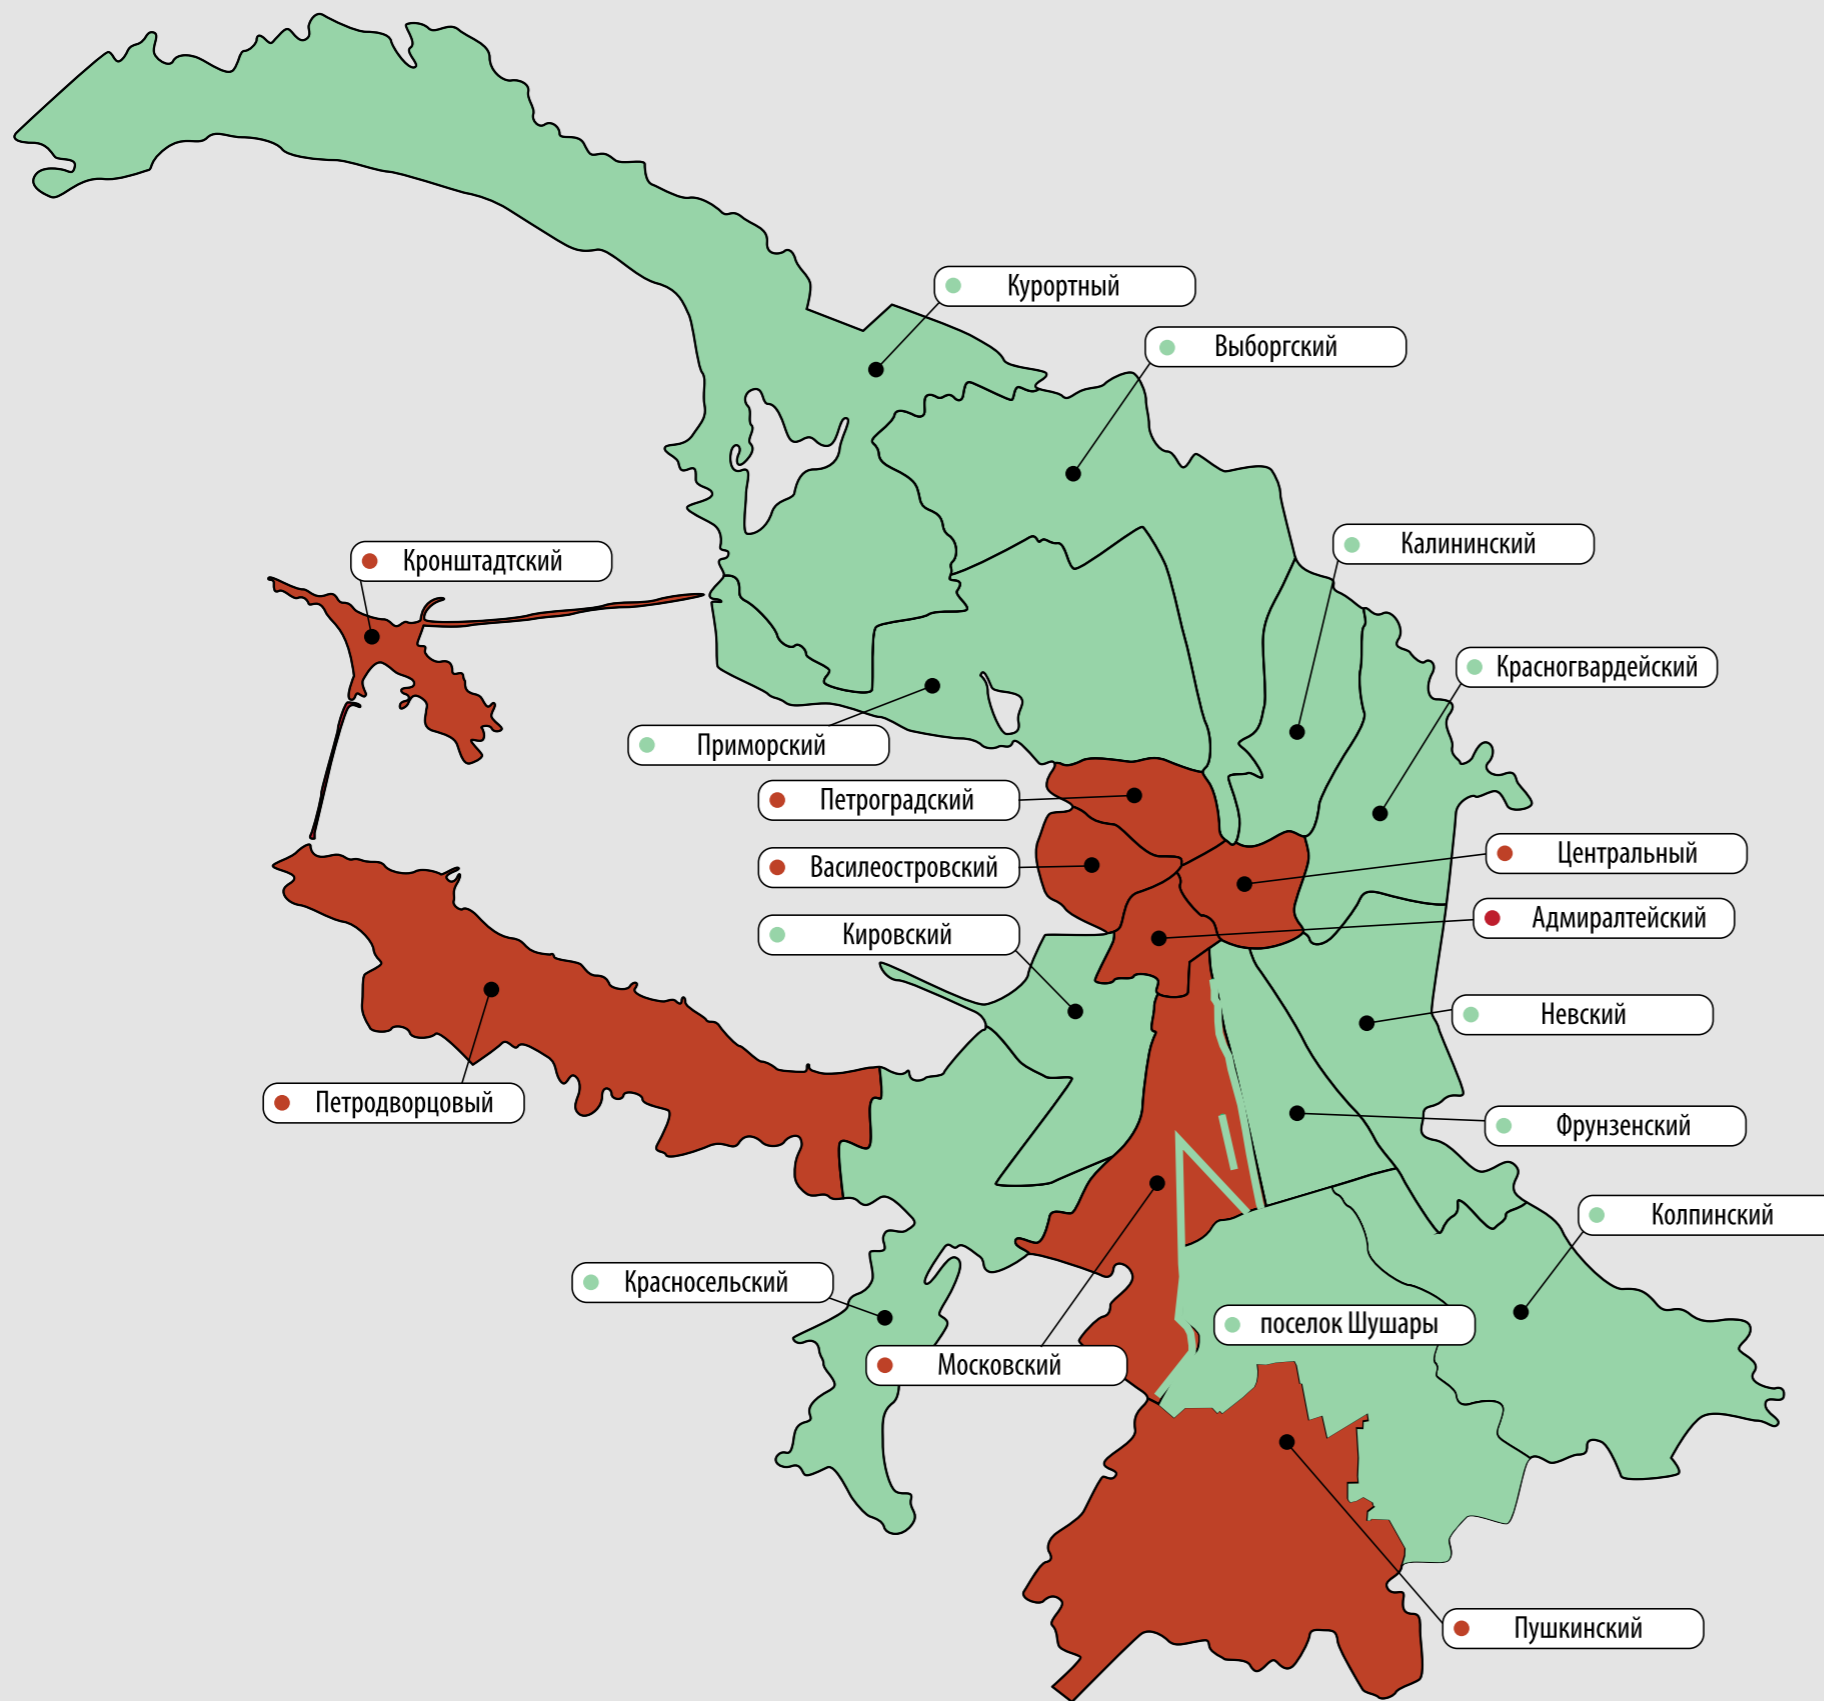 Курортный
Выборгский
Калининский
Кронштадтский
Красногвардейский
Приморский
Петроградский
Центральный
Василеостровский
Адмиралтейский
Кировский
Невский
Петродворцовый
Фрунзенский
Колпинский
Красносельский
поселок Шушары
Московский
Пушкинский